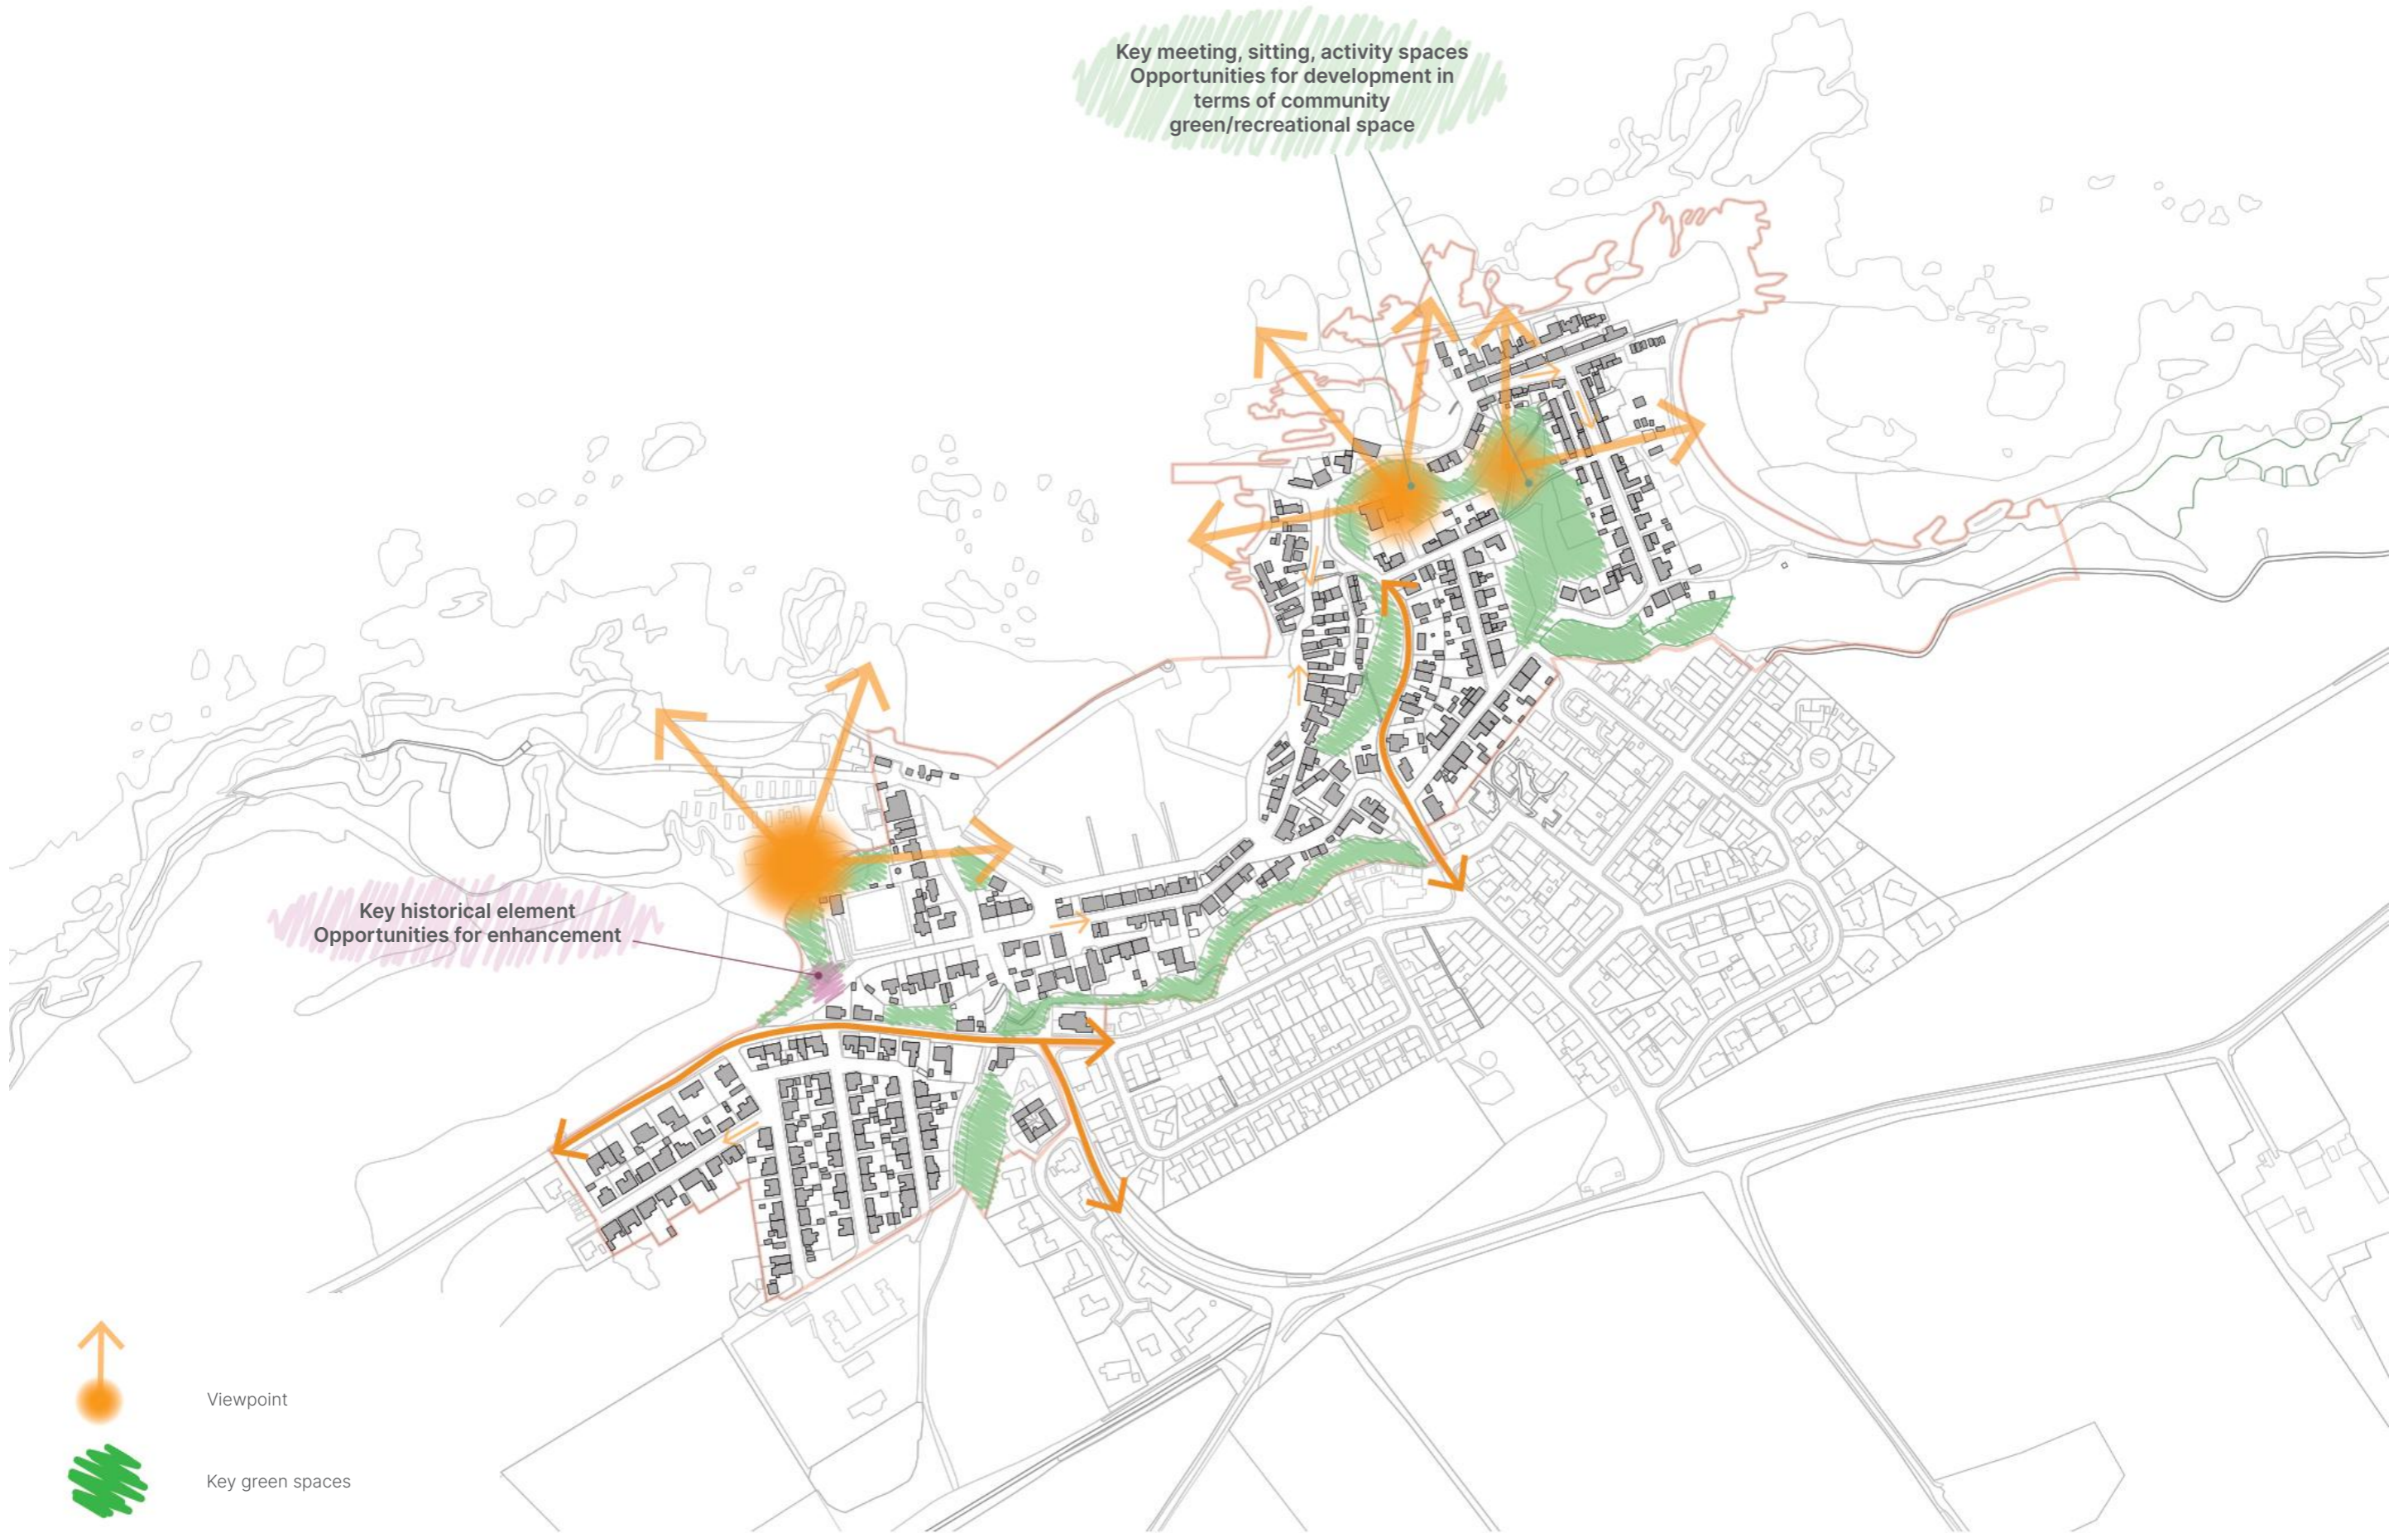 Key meeting, sitting, activity spaces
Opportunities for development in
terms of community
green/recreational space
Key historical element
Opportunities for enhancement
Viewpoint
Key green spaces